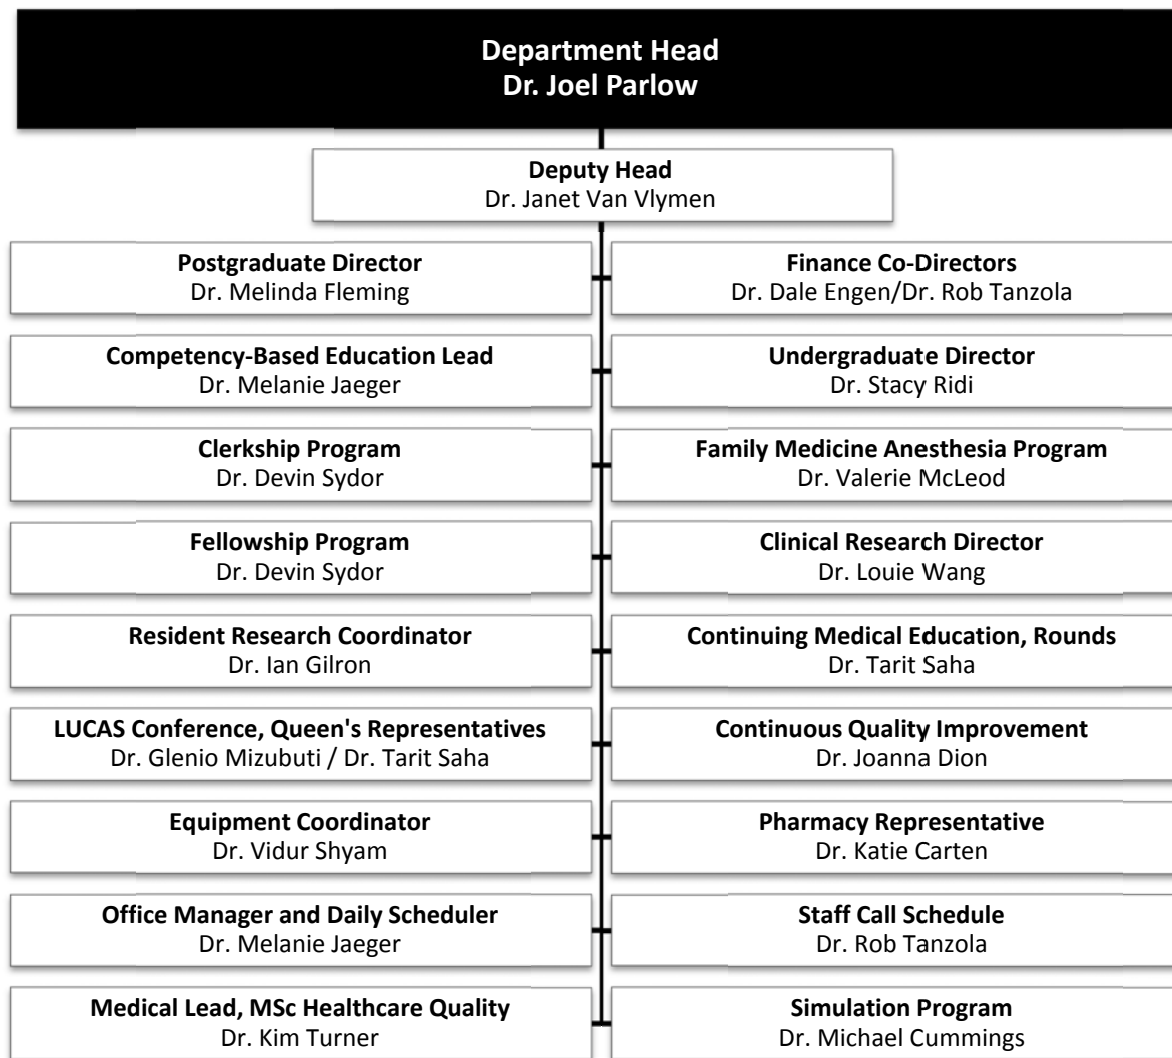 Department Head
Dr. Joel Parlow
Deputy Head
Dr. Janet Van Vlymen
Postgraduate Director
Dr. Melinda Fleming
Finance Co-Directors
Dr. Dale Engen/Dr. Rob Tanzola
Competency-Based Education Lead
Dr. Melanie Jaeger
Undergraduate Director
Dr. Stacy Ridi
Clerkship Program
Dr. Devin Sydor
Family Medicine Anesthesia Program
Dr. Valerie McLeod
Fellowship Program
Dr. Devin Sydor
Clinical Research Director
Dr. Louie Wang
Resident Research Coordinator
Dr. Ian Gilron
Continuing Medical Education, Rounds
Dr. Tarit Saha
LUCAS Conference, Queen's Representatives
Dr. Glenio Mizubuti / Dr. Tarit Saha
Continuous Quality Improvement
Dr. Joanna Dion
Equipment Coordinator
Dr. Vidur Shyam
Pharmacy Representative
Dr. Katie Carten
Office Manager and Daily Scheduler
Dr. Melanie Jaeger
Staff Call Schedule
Dr. Rob Tanzola
Medical Lead, MSc Healthcare Quality
Dr. Kim Turner
Simulation Program
Dr. Michael Cummings